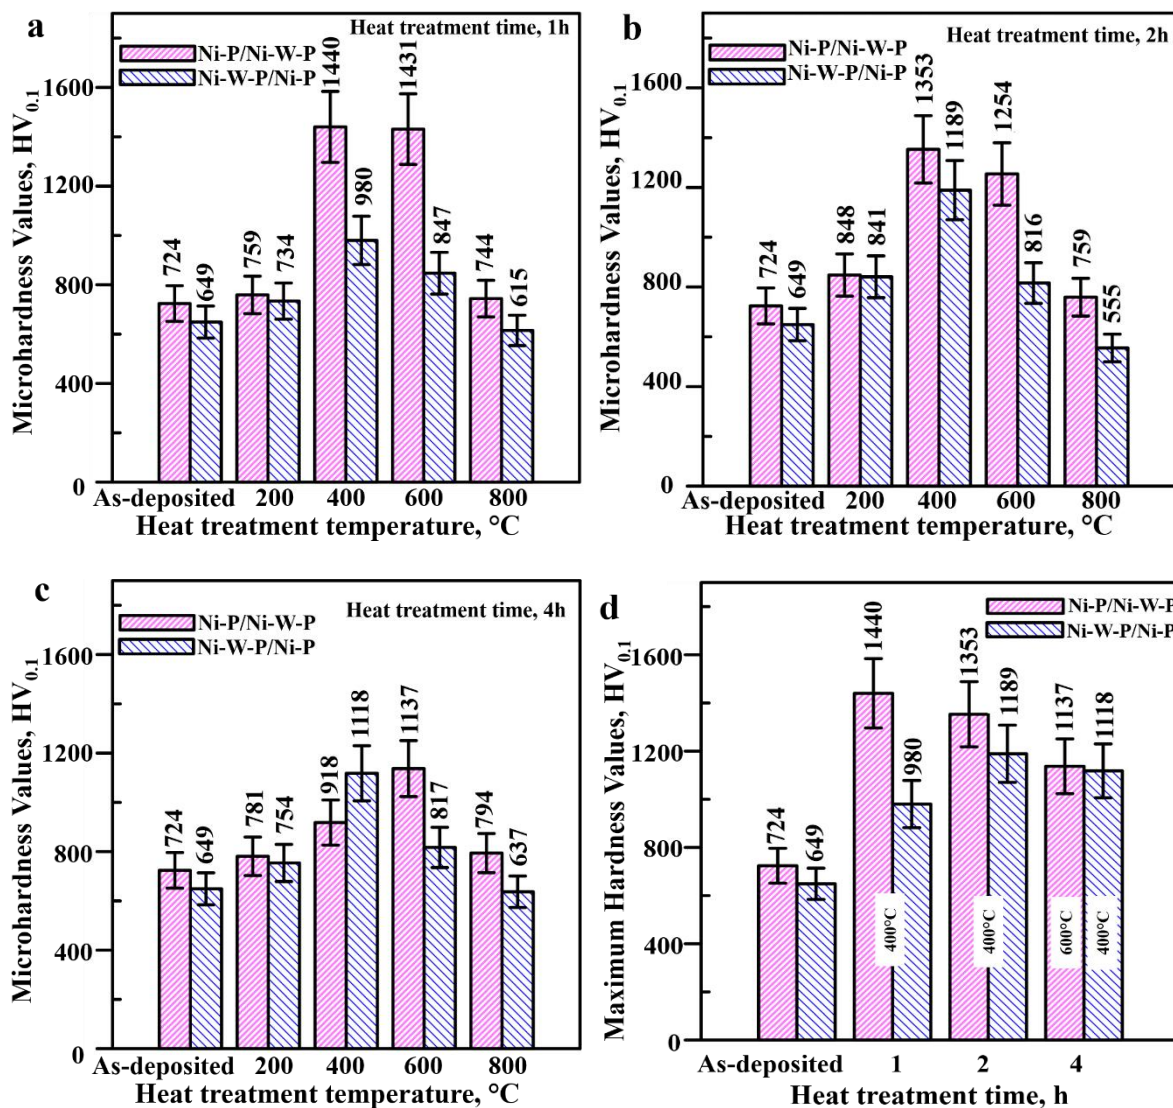 a
Heat treatment time, 1h
Ni-P/Ni-W-P
Ni-W-P/Ni-P
Microhardness Values, HV0.1
1600
1200
800
400
0
724
649
759
734
1440
980
1431
847
744
615
As-deposited 200 400 600 800
Heat treatment temperature, °C
b
Heat treatment time, 2h
Ni-P/Ni-W-P
Ni-W-P/Ni-P
Microhardness Values, HV0.1
1600
1200
800
400
0
724
649
848
841
1353
1189
1254
816
759
555
As-deposited 200 400 600 800
Heat treatment temperature, °C
c
Heat treatment time, 4h
Ni-P/Ni-W-P
Ni-W-P/Ni-P
Microhardness Values, HV0.1
1600
1200
800
400
0
724
649
781
754
918
1118
1137
817
794
637
As-deposited 200 400 600 800
Heat treatment temperature, °C
d
Ni-P/Ni-W-P
Ni-W-P/Ni-P
Maximum Hardness Values, HV0.1
1600
1200
800
400
0
724
649
1440
980
1353
1189
1137
1118
400°C
400°C
600°C
400°C
As-deposited 1 2 4
Heat treatment time, h